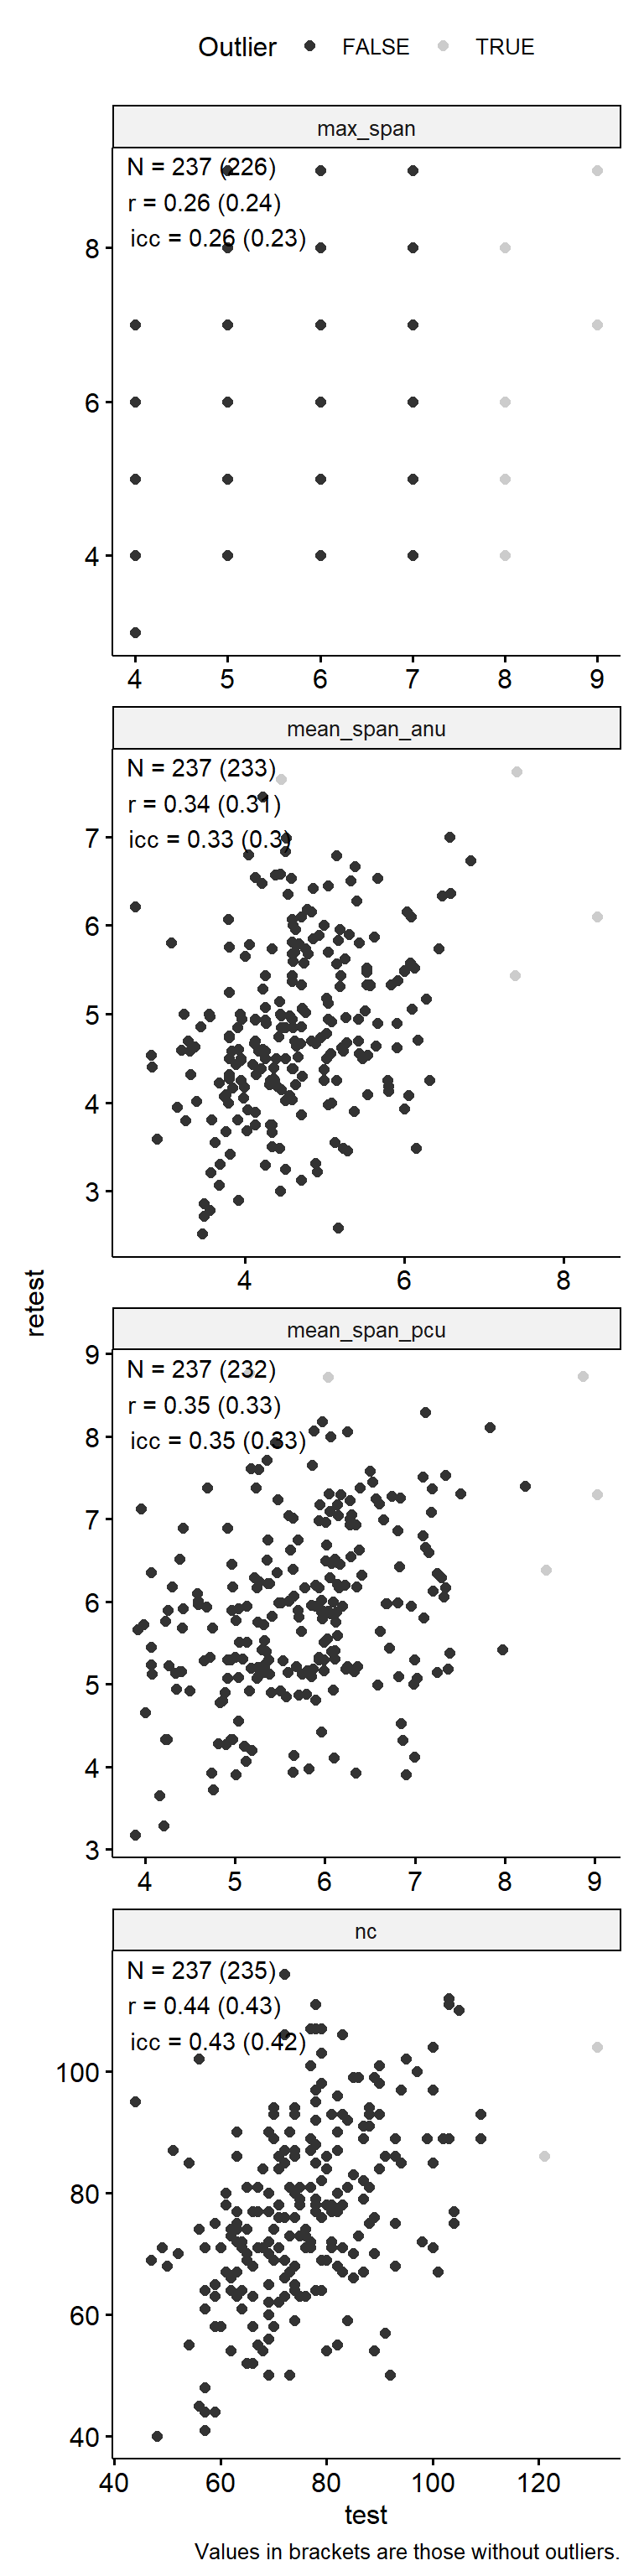 Outlier FALSE TRUE
max_span
N = 237 (226)
r = 0.26 (0.24)
icc = 0.26 (0.23)
8
6
4
4 5 6 7 8 9
mean_span_anu
N = 237 (233)
r = 0.34 (0.31)
icc = 0.33 (0.3)
7
6
5
4
3
4 6 8
retest
mean_span_pcu
9
N = 237 (232)
r = 0.35 (0.33)
8
icc = 0.35 (0.33)
7
6
5
4
3
4 5 6 7 8 9
nc
N = 237 (235)
r = 0.44 (0.43)
icc = 0.43 (0.42)
100
80
60
40
40 60 80 100 120
test
Values in brackets are those without outliers.